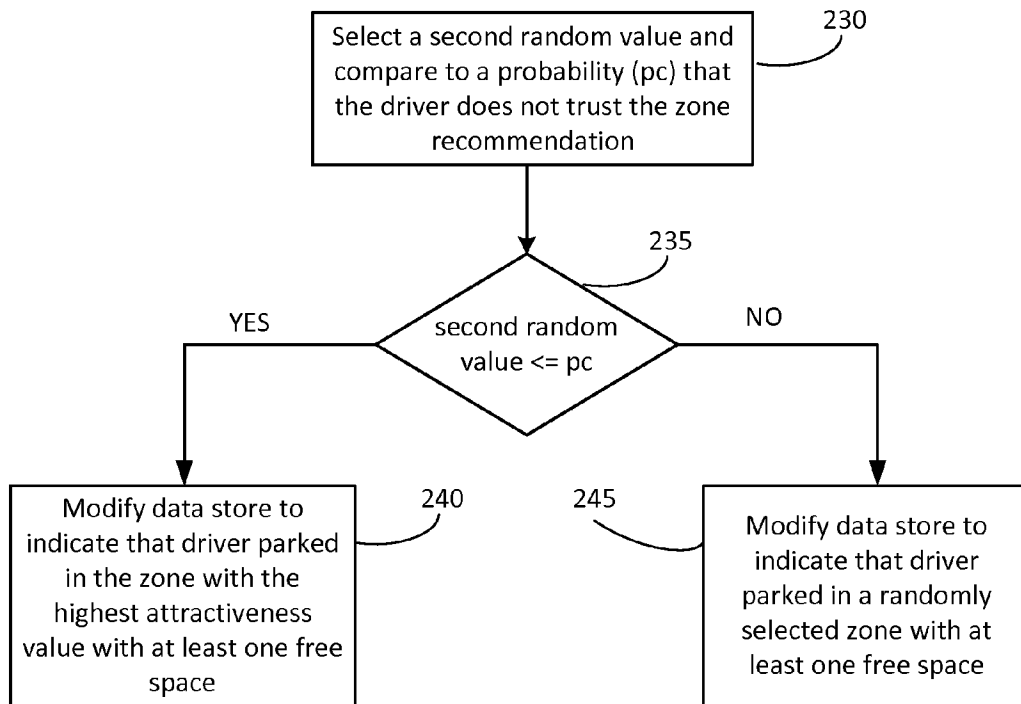 Select a second random value and
compare to a probability (pc) that
the driver does not trust the zone
recommendation
230
235
second random
value <= pc
YES
NO
240
245
Modify data store to
indicate that driver parked
in the zone with the
highest attractiveness
value with at least one free
space
Modify data store to
indicate that driver
parked in a randomly
selected zone with at
least one free space